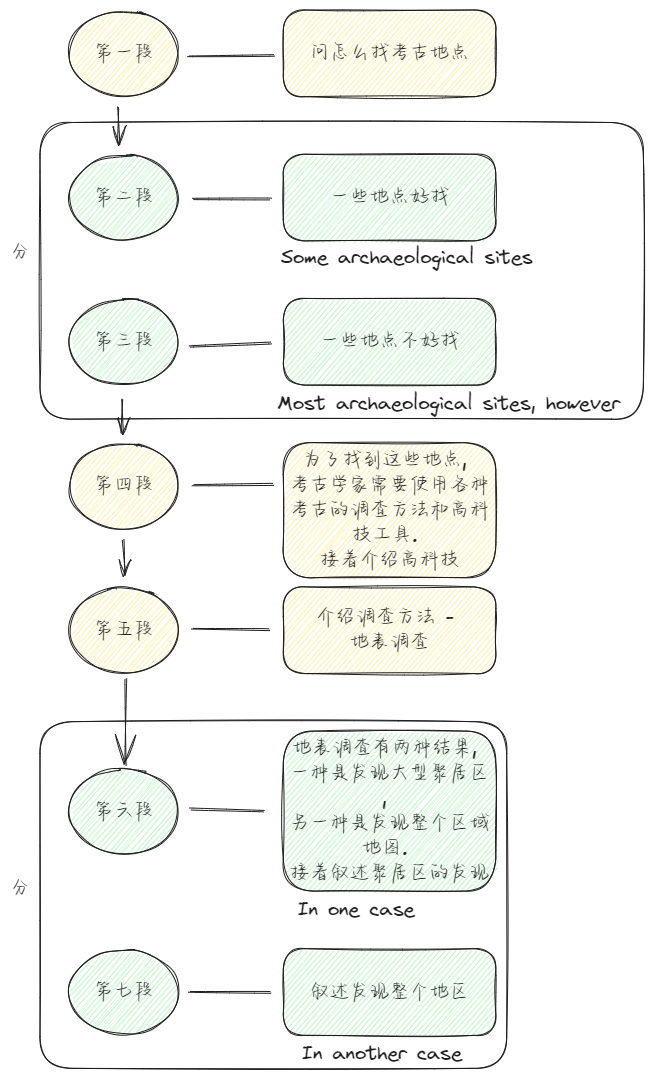 第一段
问怎么找考古地点
第二段
一些地点好找
Some archaeological sites
分
第三段
一些地点不好找
Most archaeological sites, however
第四段
为了找到这些地点,
考古学家需要使用各种
考古的调查方法和高科
技工具.
接着介绍高科技
第五段
介绍调查方法 -
地表调查
第六段
地表调查有两种结果,
一种是发现大型聚居区
,
另一种是发现整个区域
地图.
接着叙述聚居区的发现
In one case
分
第七段
叙述发现整个地区
In another case